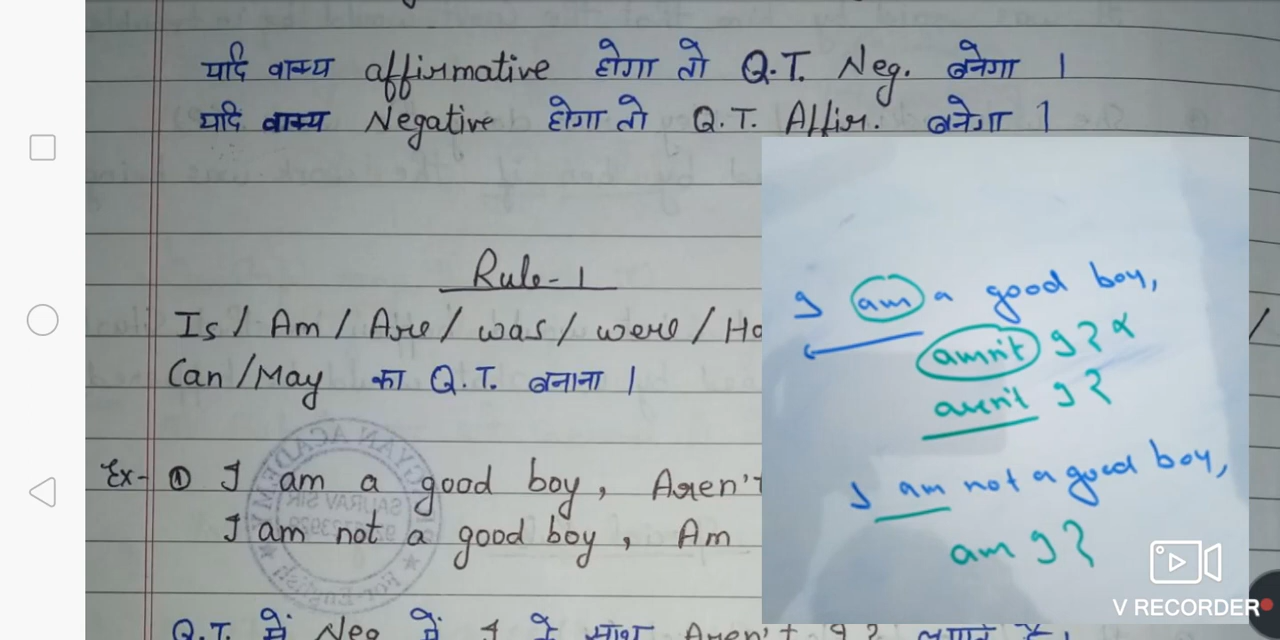 यदि वाक्य affirmative होगा तो Q.T. Neg. बनेगा ।
यदि वाक्य Negative होगा तो Q.T. Affir. बनेगा ।
Rule-1
Is / Am / Are / was / were / Ha
Can /May का Q.T. बनाना ।
Ex- ① I am a good boy, Aren't
I am not a good boy, Am
Q.T. में Neg में I के साथ Aren't I?
I am a good boy,
amn't I? x
aren't I?
I am not a good boy,
am I?
V RECORDER